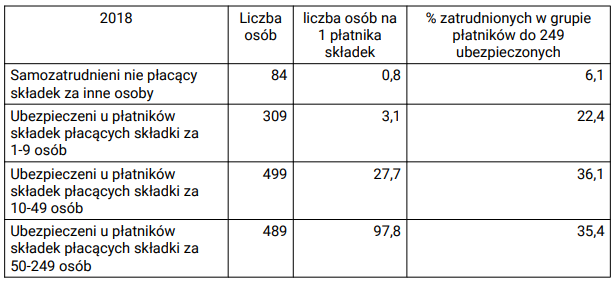 2018
Liczba
osób
liczba osób na
1 płatnika
składek
% zatrudnionych w grupie
płatników do 249
ubezpieczonych
Samozatrudnieni nie płacący
składek za inne osoby
84
0,8
6,1
Ubezpieczeni u płatników
składek płacących składki za
1-9 osób
309
3,1
22,4
Ubezpieczeni u płatników
składek płacących składki za
10-49 osób
499
27,7
36,1
Ubezpieczeni u płatników
składek płacących składki za
50-249 osób
489
97,8
35,4